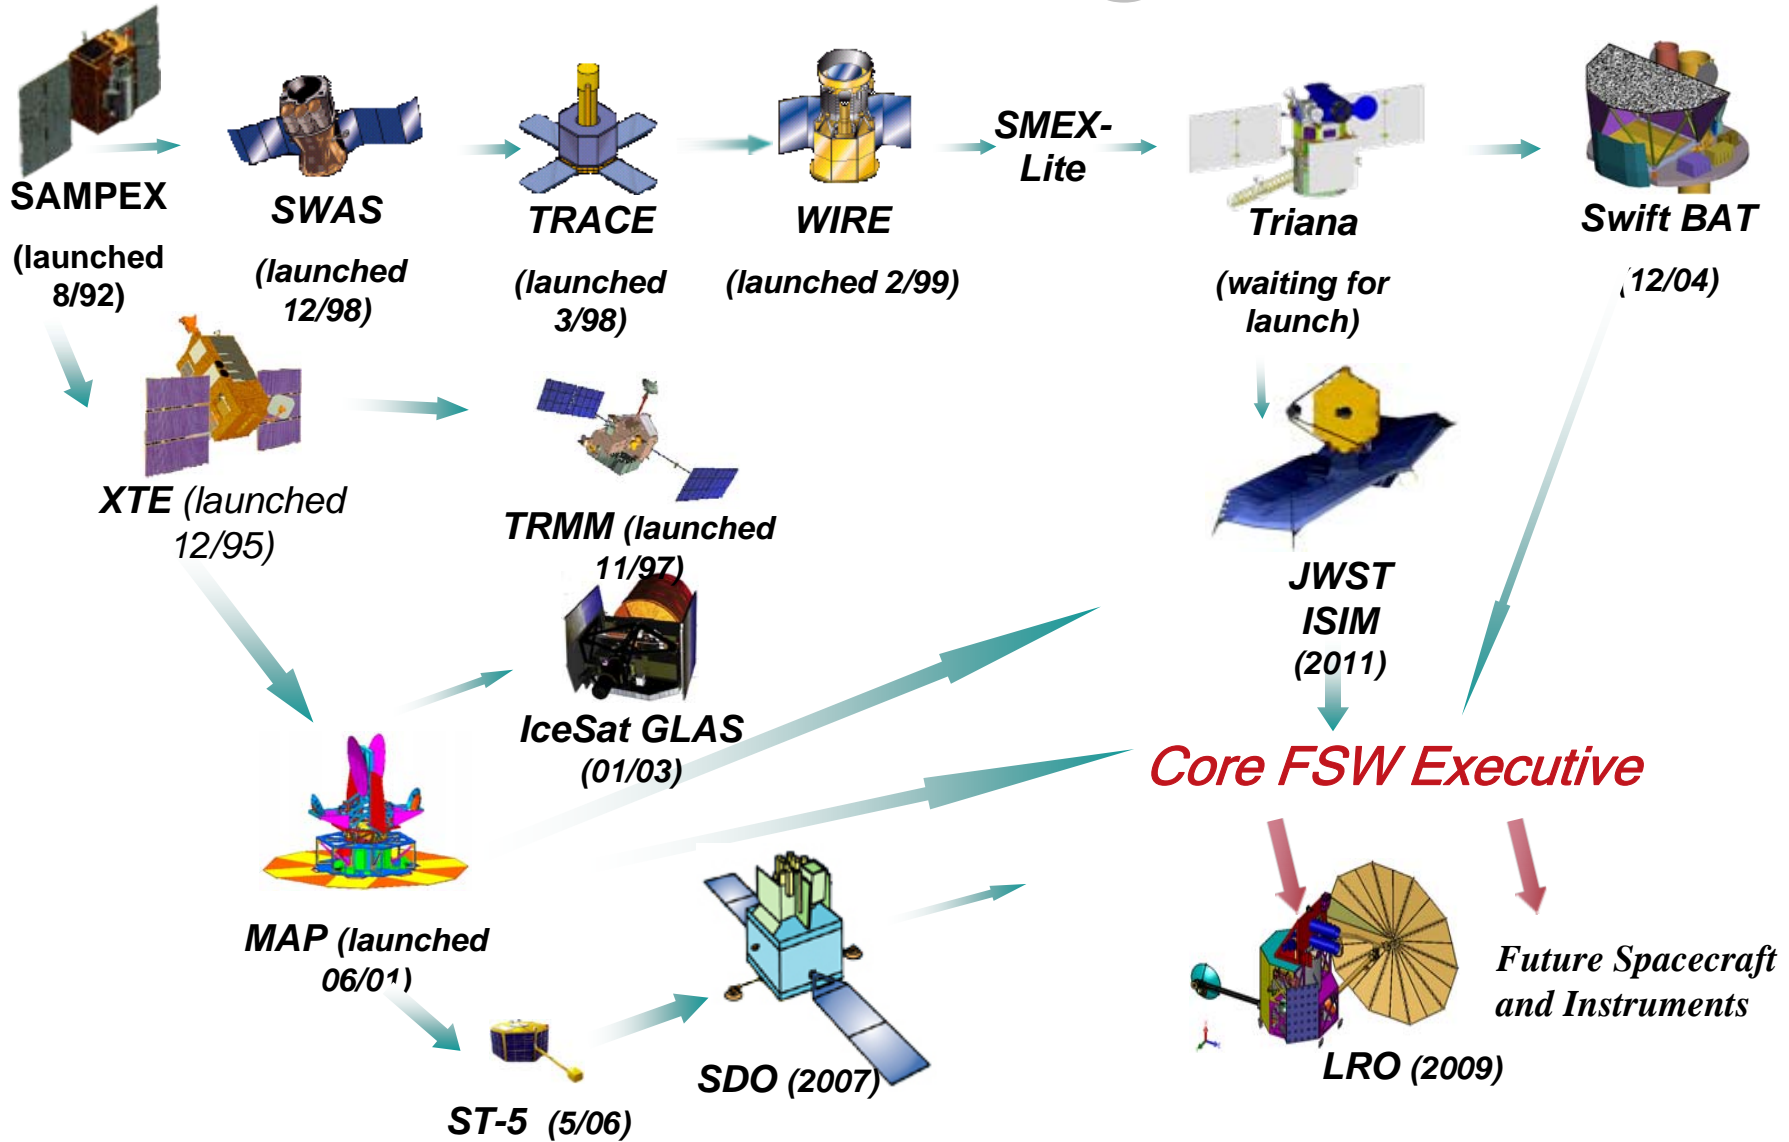 SAMPEX
(launched
8/92)
SWAS
(launched
12/98)
TRACE
(launched
3/98)
WIRE
(launched 2/99)
SMEX-
Lite
Triana
(waiting for
launch)
Swift BAT
(12/04)
XTE (launched
12/95)
TRMM (launched
11/97)
IceSat GLAS
(01/03)
JWST
ISIM
(2011)
Core FSW Executive
MAP (launched
06/01)
ST-5 (5/06)
SDO (2007)
LRO (2009)
Future Spacecraft
and Instruments